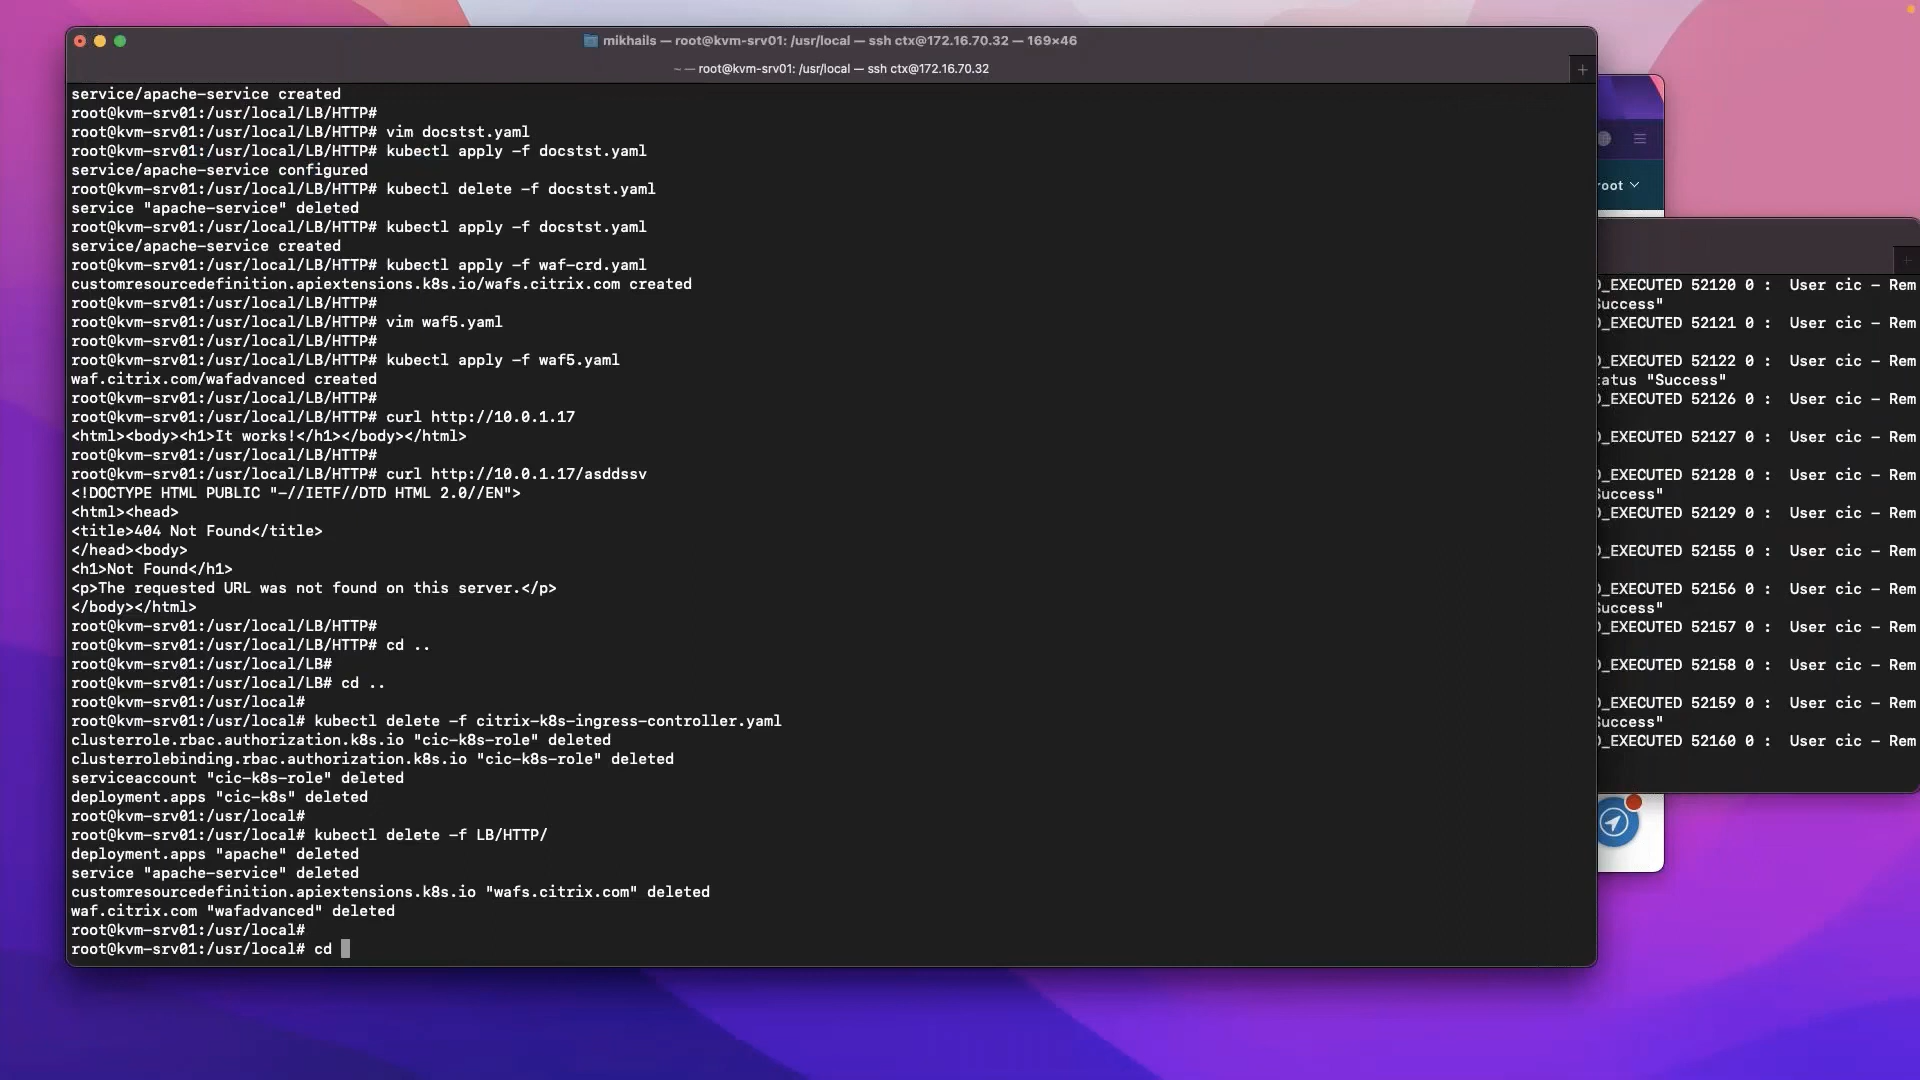 mikhails — root@kvm-srv01: /usr/local — ssh ctx@172.16.70.32 — 169×46
~ — root@kvm-srv01: /usr/local — ssh ctx@172.16.70.32
service/apache-service created
root@kvm-srv01:/usr/local/LB/HTTP#
root@kvm-srv01:/usr/local/LB/HTTP# vim docstst.yaml
root@kvm-srv01:/usr/local/LB/HTTP# kubectl apply -f docstst.yaml
service/apache-service configured
root@kvm-srv01:/usr/local/LB/HTTP# kubectl delete -f docstst.yaml
service "apache-service" deleted
root@kvm-srv01:/usr/local/LB/HTTP# kubectl apply -f docstst.yaml
service/apache-service created
root@kvm-srv01:/usr/local/LB/HTTP# kubectl apply -f waf-crd.yaml
customresourcedefinition.apiextensions.k8s.io/wafs.citrix.com created
root@kvm-srv01:/usr/local/LB/HTTP#
root@kvm-srv01:/usr/local/LB/HTTP# vim waf5.yaml
root@kvm-srv01:/usr/local/LB/HTTP#
root@kvm-srv01:/usr/local/LB/HTTP# kubectl apply -f waf5.yaml
waf.citrix.com/wafadvanced created
root@kvm-srv01:/usr/local/LB/HTTP#
root@kvm-srv01:/usr/local/LB/HTTP# curl http://10.0.1.17
<html><body><h1>It works!</h1></body></html>
root@kvm-srv01:/usr/local/LB/HTTP#
root@kvm-srv01:/usr/local/LB/HTTP# curl http://10.0.1.17/asddssv
<!DOCTYPE HTML PUBLIC "-//IETF//DTD HTML 2.0//EN">
<html><head>
<title>404 Not Found</title>
</head><body>
<h1>Not Found</h1>
<p>The requested URL was not found on this server.</p>
</body></html>
root@kvm-srv01:/usr/local/LB/HTTP#
root@kvm-srv01:/usr/local/LB/HTTP# cd ..
root@kvm-srv01:/usr/local/LB#
root@kvm-srv01:/usr/local/LB# cd ..
root@kvm-srv01:/usr/local#
root@kvm-srv01:/usr/local# kubectl delete -f citrix-k8s-ingress-controller.yaml
clusterrole.rbac.authorization.k8s.io "cic-k8s-role" deleted
clusterrolebinding.rbac.authorization.k8s.io "cic-k8s-role" deleted
serviceaccount "cic-k8s-role" deleted
deployment.apps "cic-k8s" deleted
root@kvm-srv01:/usr/local#
root@kvm-srv01:/usr/local# kubectl delete -f LB/HTTP/
deployment.apps "apache" deleted
service "apache-service" deleted
customresourcedefinition.apiextensions.k8s.io "wafs.citrix.com" deleted
waf.citrix.com "wafadvanced" deleted
root@kvm-srv01:/usr/local#
root@kvm-srv01:/usr/local# cd
root
D_EXECUTED 52120 0 :  User cic - Rem
Success"
D_EXECUTED 52121 0 :  User cic - Rem
D_EXECUTED 52122 0 :  User cic - Rem
tatus "Success"
D_EXECUTED 52126 0 :  User cic - Rem
D_EXECUTED 52127 0 :  User cic - Rem
D_EXECUTED 52128 0 :  User cic - Rem
Success"
D_EXECUTED 52129 0 :  User cic - Rem
D_EXECUTED 52155 0 :  User cic - Rem
D_EXECUTED 52156 0 :  User cic - Rem
Success"
D_EXECUTED 52157 0 :  User cic - Rem
D_EXECUTED 52158 0 :  User cic - Rem
D_EXECUTED 52159 0 :  User cic - Rem
Success"
D_EXECUTED 52160 0 :  User cic - Rem